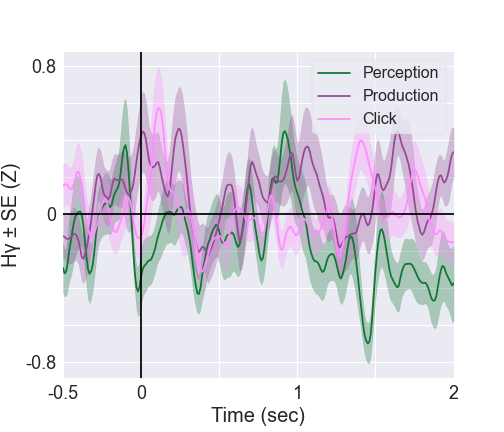 0.8
0
-0.8
Hγ ± SE (Z)
Perception
Production
Click
-0.5
0
1
2
Time (sec)